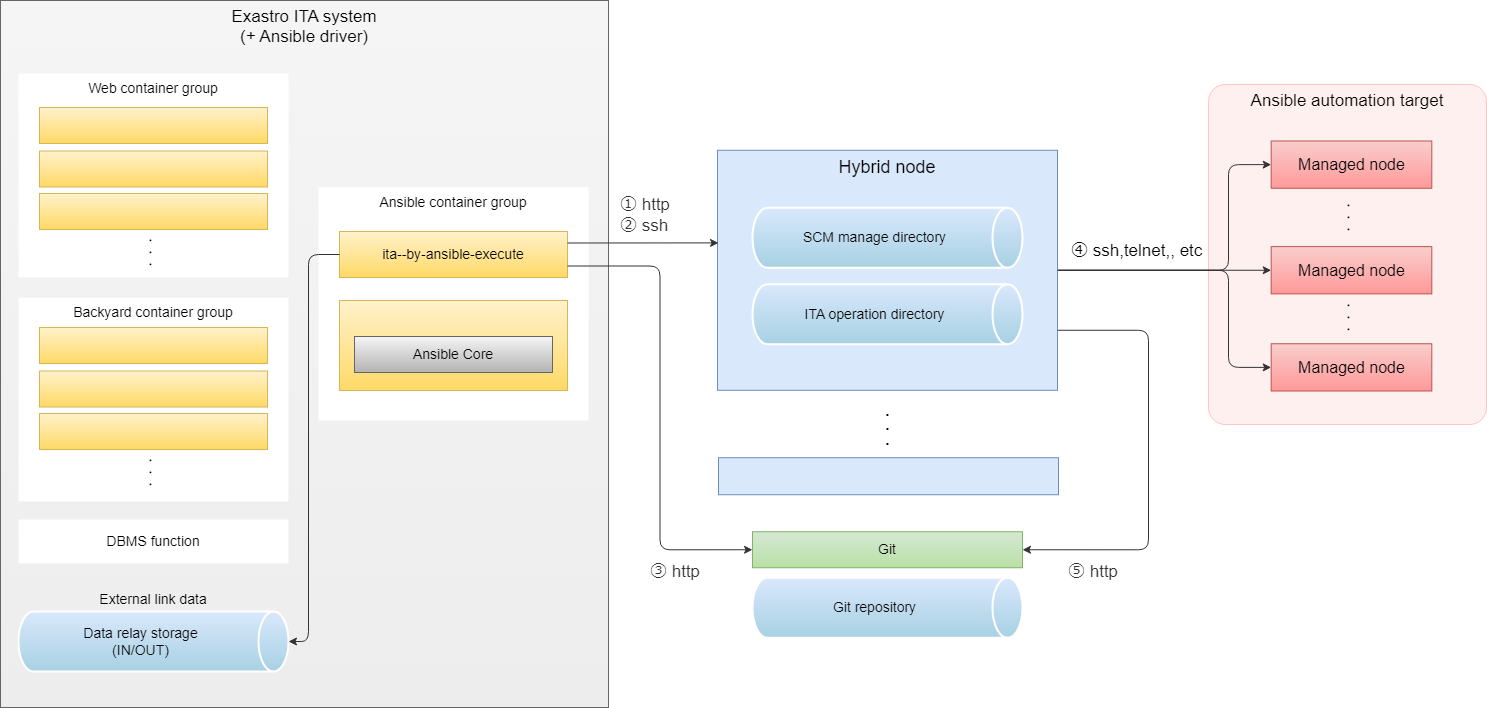 Exastro ITA system
(+ Ansible driver)
Web container group
Backyard container group
DBMS function
External link data
Data relay storage
(IN/OUT)
Ansible container group
ita--by-ansible-execute
Ansible Core
① http
② ssh
③ http
Hybrid node
SCM manage directory
ITA operation directory
Git
Git repository
④ ssh,telnet,, etc
⑤ http
Ansible automation target
Managed node
Managed node
Managed node